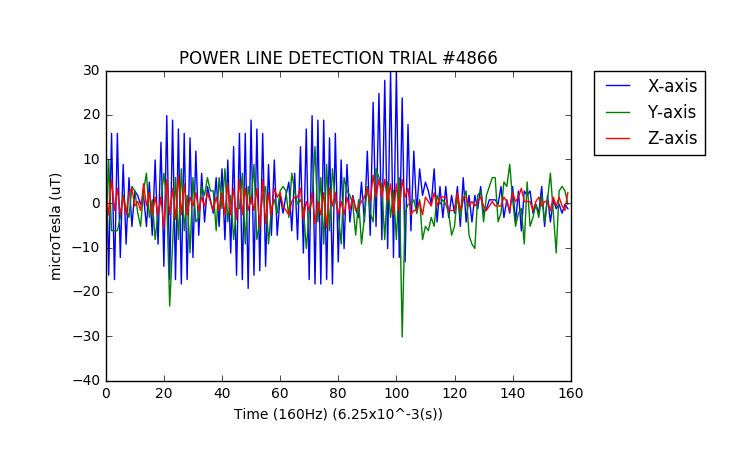 POWER LINE DETECTION TRIAL #4866
30
20
10
0
−10
−20
−30
−40
microTesla (uT)
0 20 40 60 80 100 120 140 160
Time (160Hz) (6.25x10^-3(s))
X-axis
Y-axis
Z-axis